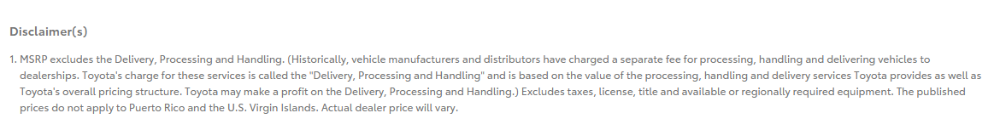 Disclaimer(s)
1. MSRP excludes the Delivery, Processing and Handling. (Historically, vehicle manufacturers and distributors have charged a separate fee for processing, handling and delivering vehicles to
dealerships. Toyota's charge for these services is called the "Delivery, Processing and Handling" and is based on the value of the processing, handling and delivery services Toyota provides as well as
Toyota's overall pricing structure. Toyota may make a profit on the Delivery, Processing and Handling.) Excludes taxes, license, title and available or regionally required equipment. The published
prices do not apply to Puerto Rico and the U.S. Virgin Islands. Actual dealer price will vary.